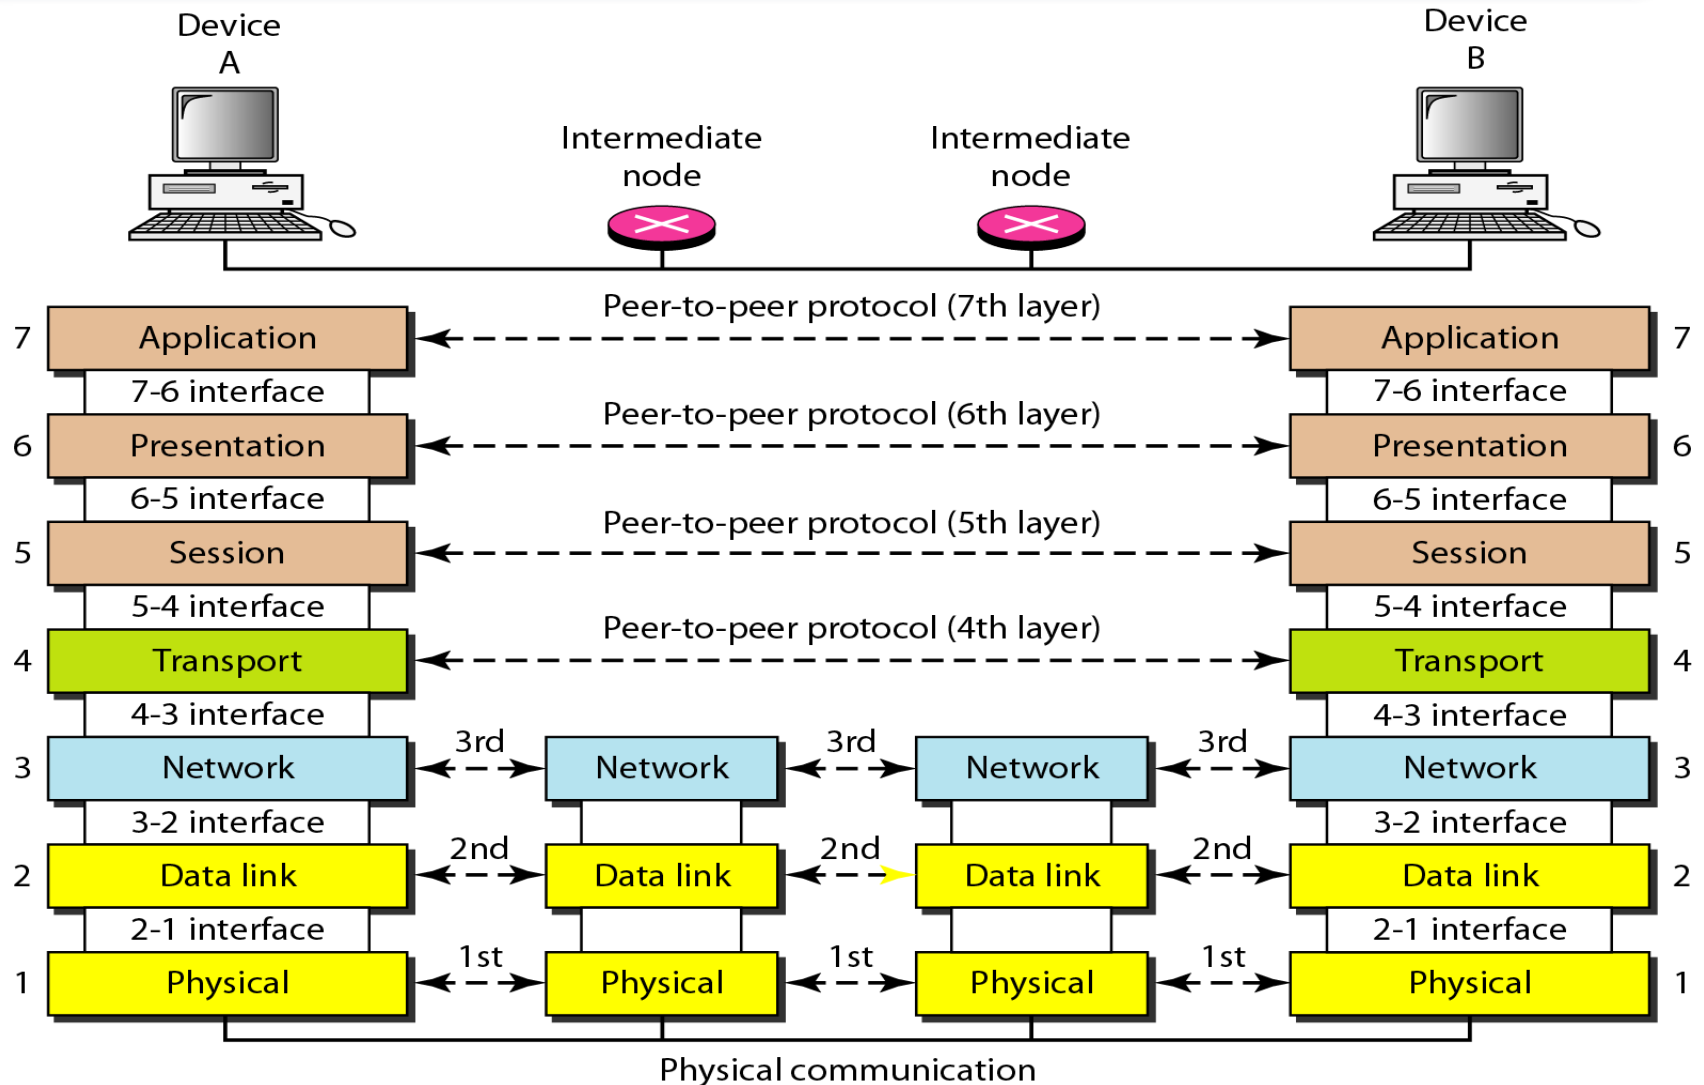 Device
A
Device
B
Intermediate
node
Intermediate
node
Peer-to-peer protocol (7th layer)
7 Application Application 7
7-6 interface 7-6 interface
Peer-to-peer protocol (6th layer)
6 Presentation Presentation 6
6-5 interface 6-5 interface
Peer-to-peer protocol (5th layer)
5 Session Session 5
5-4 interface 5-4 interface
Peer-to-peer protocol (4th layer)
4 Transport Transport 4
4-3 interface 4-3 interface
3rd 3rd 3rd
3 Network Network Network Network 3
3-2 interface 3-2 interface
2nd 2nd 2nd
2 Data link Data link Data link Data link 2
2-1 interface 2-1 interface
1st 1st 1st
1 Physical Physical Physical Physical 1
Physical communication